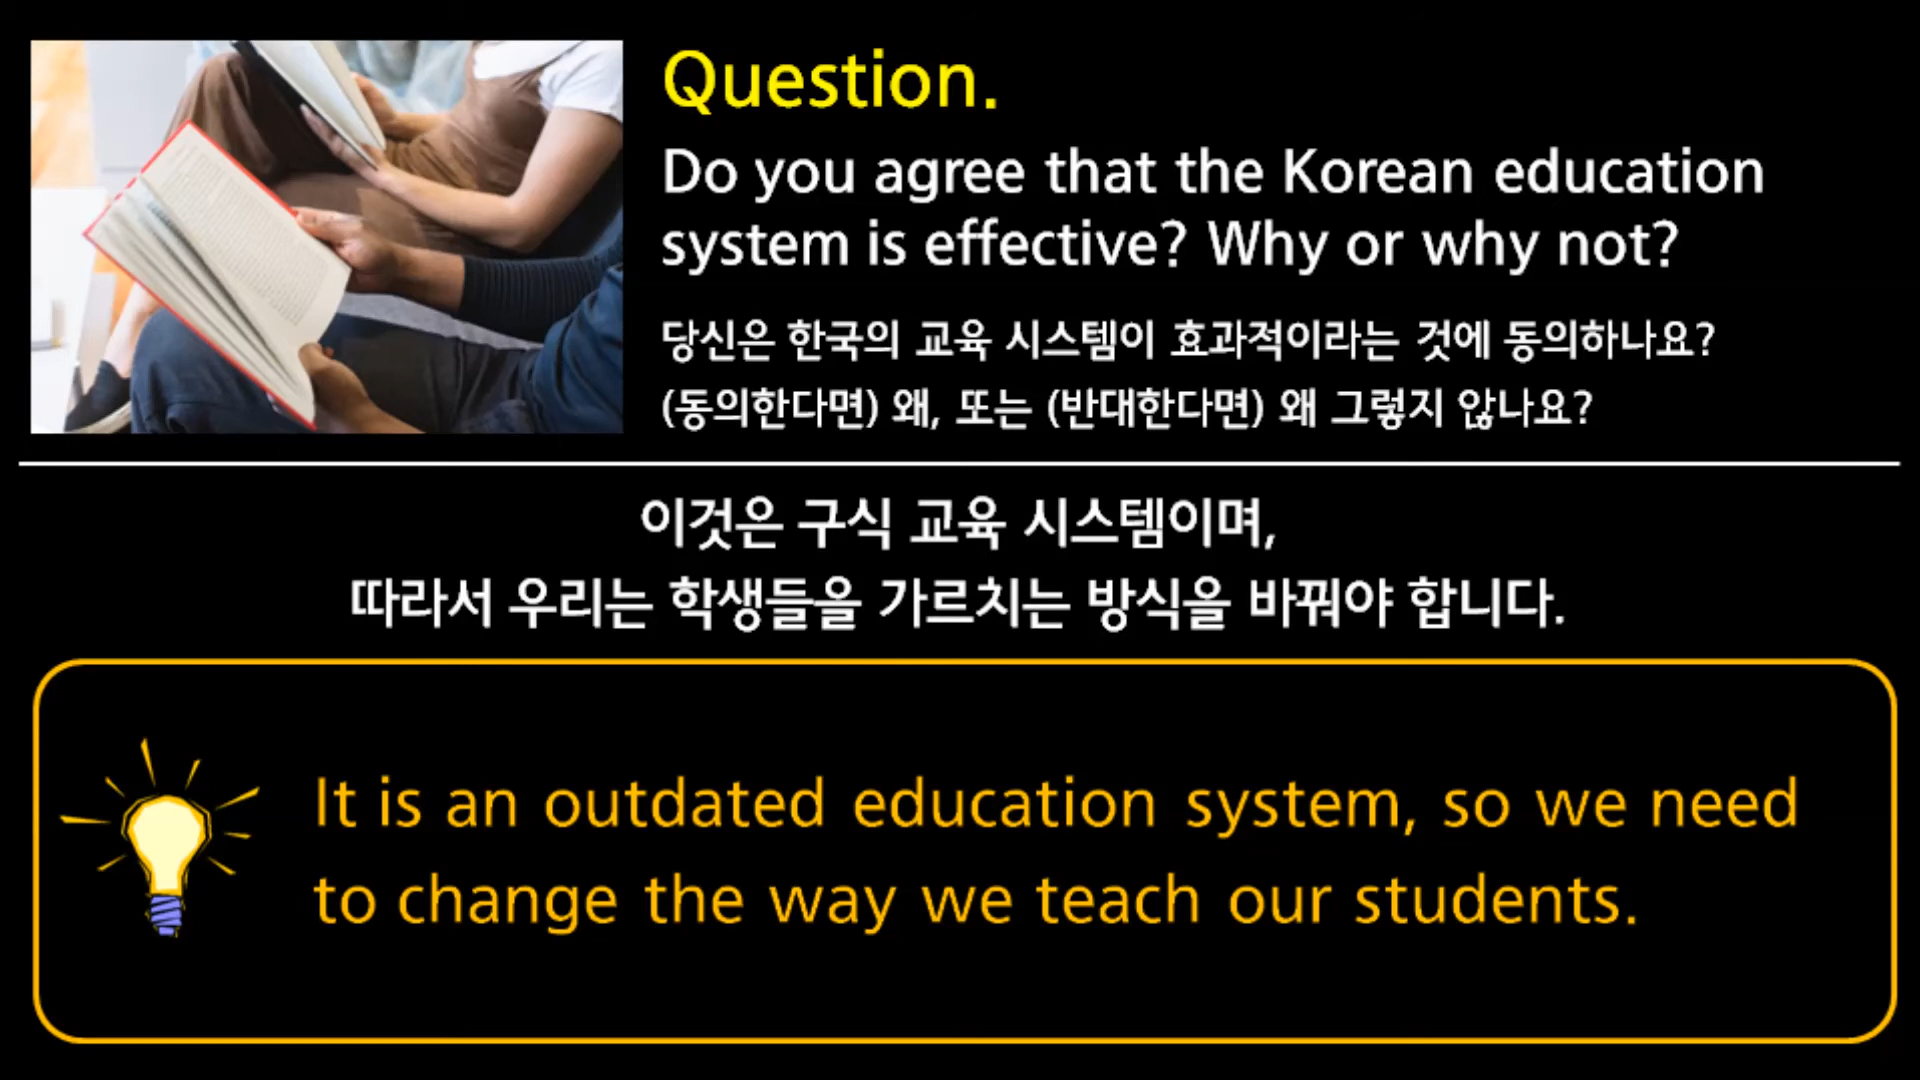 Question.
Do you agree that the Korean education
system is effective? Why or why not?
당신은 한국의 교육 시스템이 효과적이라는 것에 동의하나요?
(동의한다면) 왜, 또는 (반대한다면) 왜 그렇지 않나요?
이것은 구식 교육 시스템이며,
따라서 우리는 학생들을 가르치는 방식을 바꿔야 합니다.
It is an outdated education system, so we need
to change the way we teach our students.